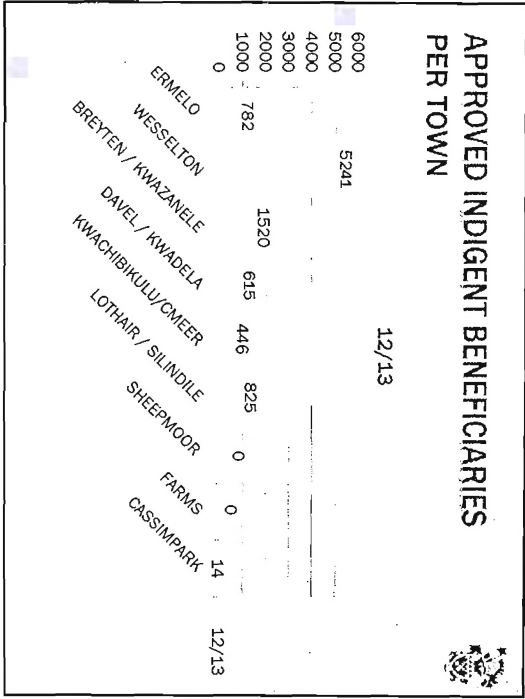 APPROVED INDIGENT BENEFICIARIES
PER TOWN
12/13
6000
5000
4000
3000
2000
1000
0
782
5241
1520
615
446
825
0
0
14
ERMELO
WESSELTON
BREYTEN / KWAZANELE
DAVEL / KWADELA
KWACHIBIKULU/CMEER
LOTHAIR / SILINDILE
SHEEPMOOR
FARMS
CASSIMPARK
12/13